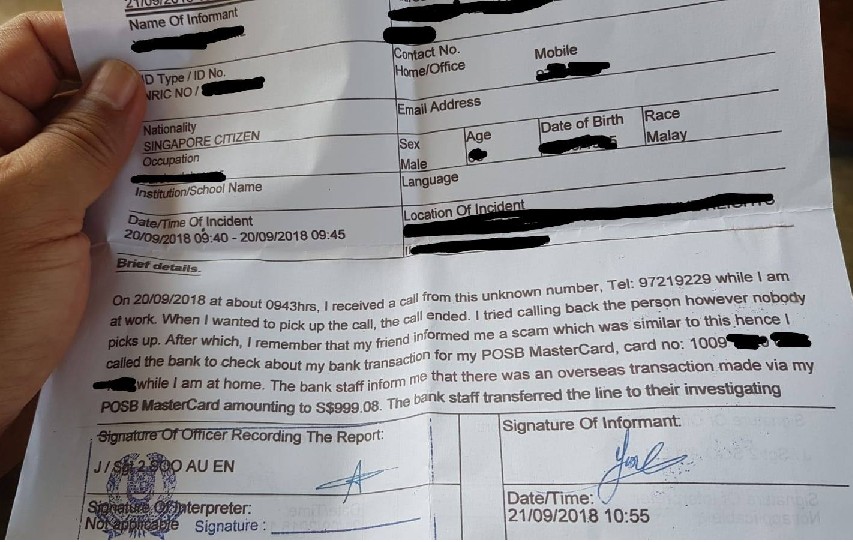 21/09/2018
Name Of Informant
ID Type / ID No.
NRIC NO /
Contact No.
Home/Office
Mobile
Email Address
Nationality
SINGAPORE CITIZEN
Occupation
Sex
Male
Age
Date of Birth
Race
Malay
Institution/School Name
Language
Date/Time Of Incident
20/09/2018 09:40 - 20/09/2018 09:45
Location Of Incident
Brief details.
On 20/09/2018 at about 0943hrs, I received a call from this unknown number, Tel: 97219229 while I am
at work. When I wanted to pick up the call, the call ended. I tried calling back the person however nobody
picks up. After which, I remember that my friend informed me a scam which was similar to this hence I
called the bank to check about my bank transaction for my POSB MasterCard, card no: 1009
while I am at home. The bank staff inform me that there was an overseas transaction made via my
POSB MasterCard amounting to S$999.08. The bank staff transferred the line to their investigating
Signature Of Officer Recording The Report:
J / Sgt 2 SOO AU EN
Signature Of Interpreter:
Not applicable Signature :
Signature Of Informant:
Date/Time:
21/09/2018 10:55